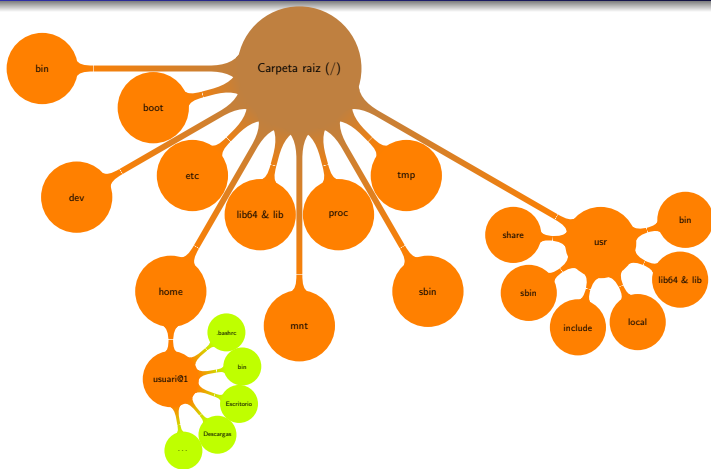 Carpeta raiz (/)
bin
boot
dev
etc
lib64 & lib
proc
tmp
home
mnt
sbin
usr
share
bin
sbin
lib64 & lib
include
local
usuari@1
.bashrc
bin
Escritorio
Descargas
...